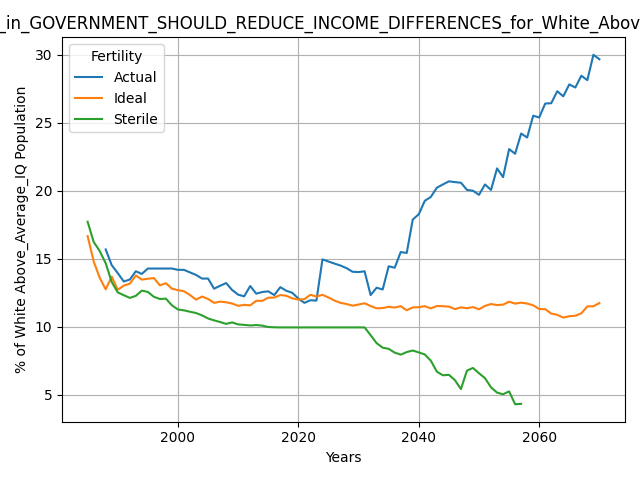 _in_GOVERNMENT_SHOULD_REDUCE_INCOME_DIFFERENCES_for_White_Abov
Fertility
Actual
Ideal
Sterile
% of White Above_Average_IQ Population
30
25
20
15
10
5
2000 2020 2040 2060
Years